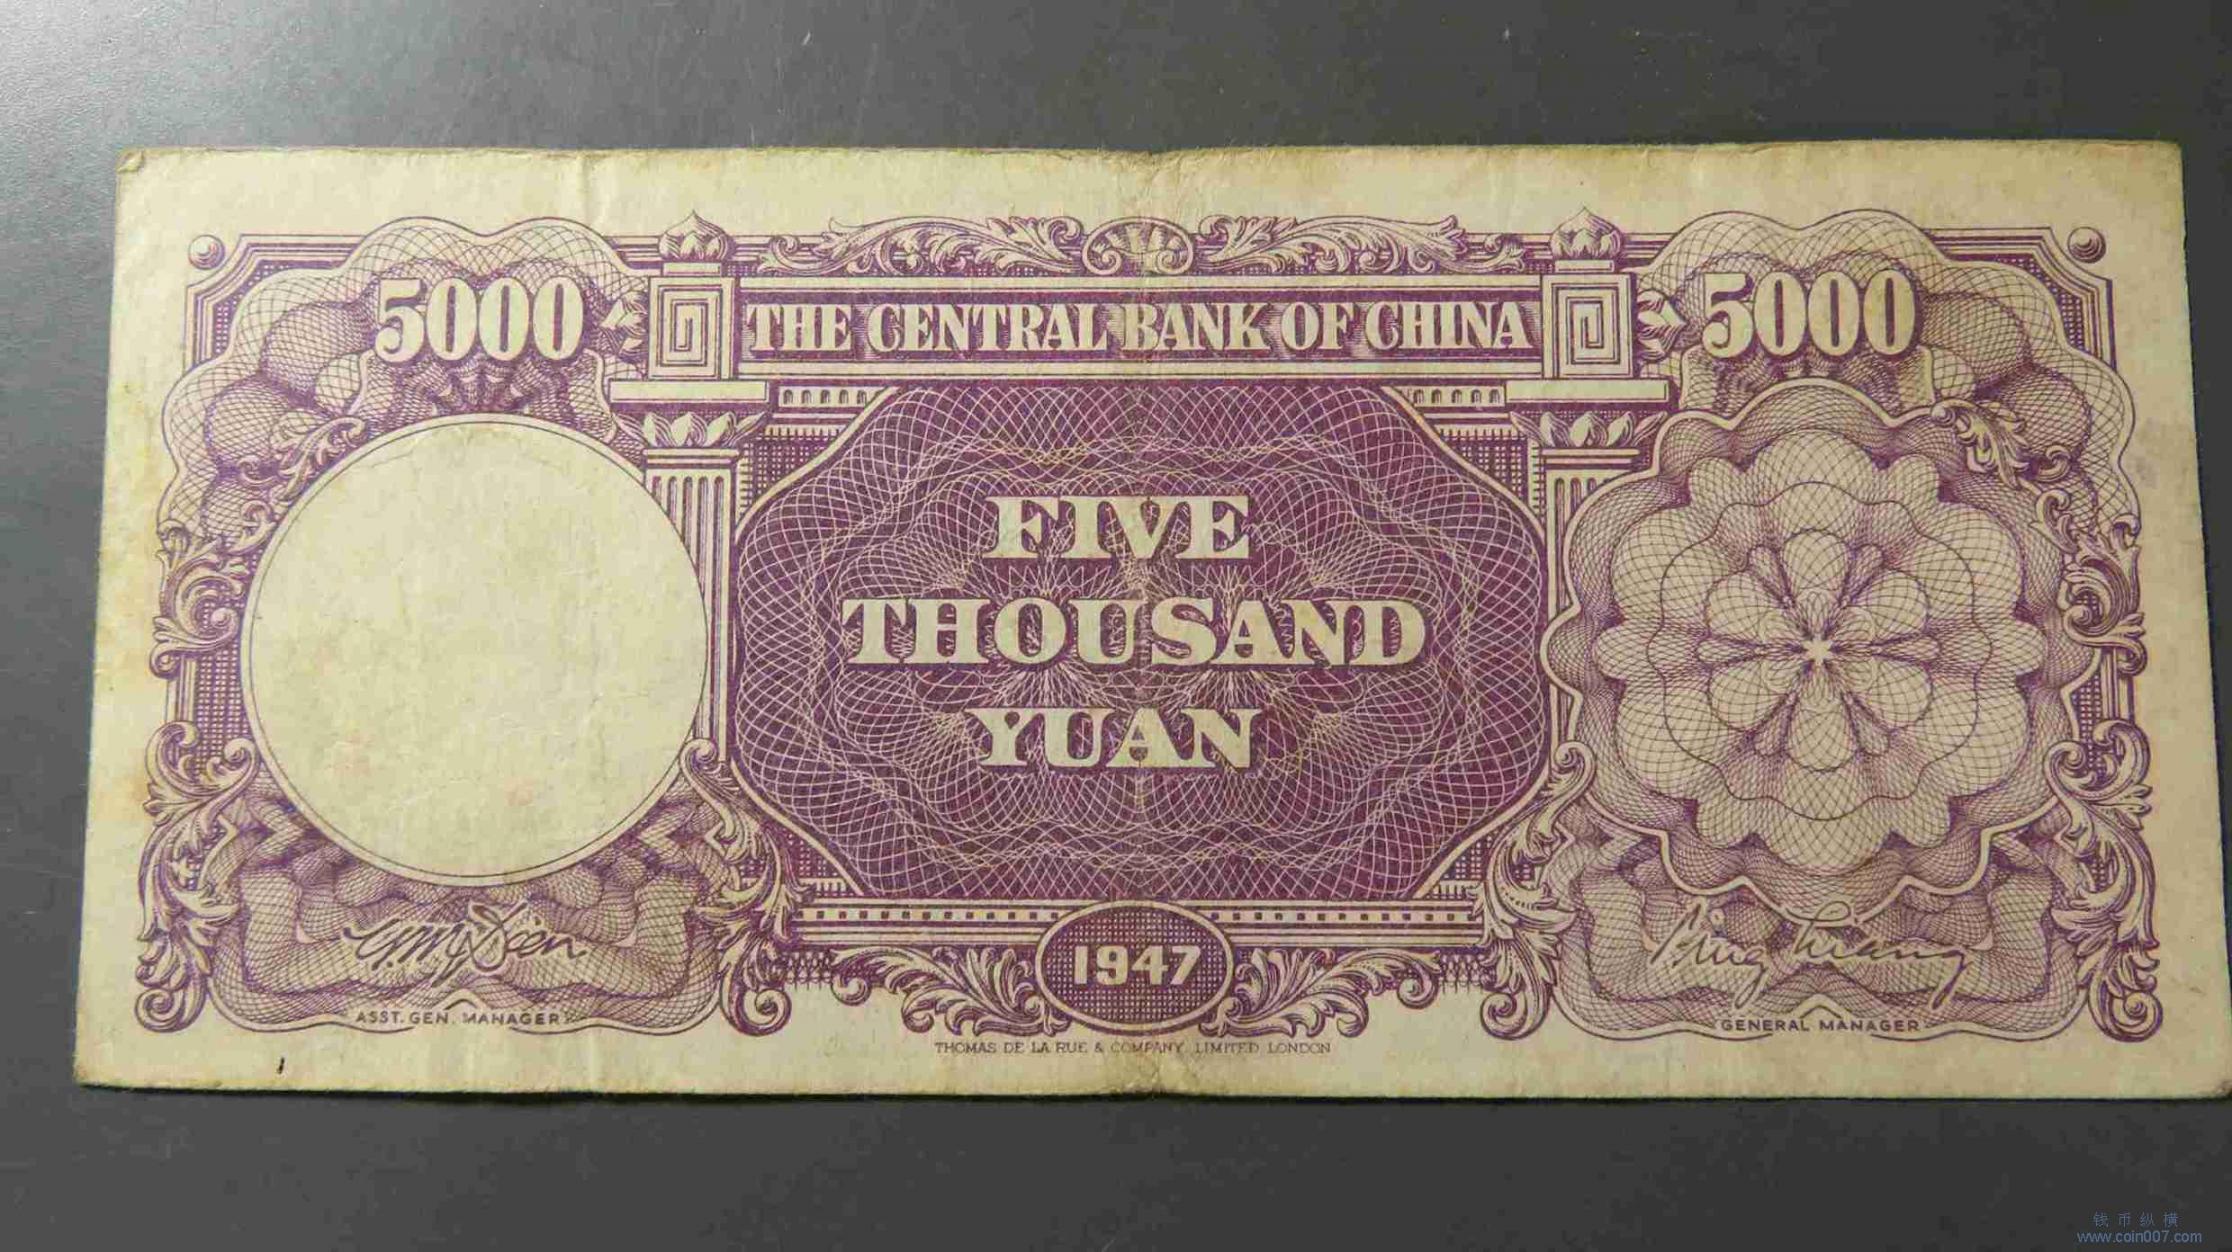 5000 THE CENTRAL BANK OF CHINA 5000
FIVE
THOUSAND
YUAN
1947
ASST. GEN. MANAGER
GENERAL MANAGER
THOMAS DE LA RUE & COMPANY LIMITED LONDON
钱币纵横
www.coin007.com